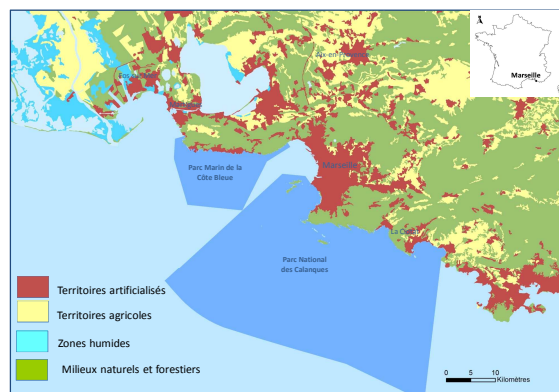 Marseille
Aix-en-Provence
Marseille
La Ciotat
Parc Marin de la
Côte Bleue
Parc National
des Calanques
Territoires artificialisés
Territoires agricoles
Zones humides
Milieux naturels et forestiers
0 5 10
Kilomètres